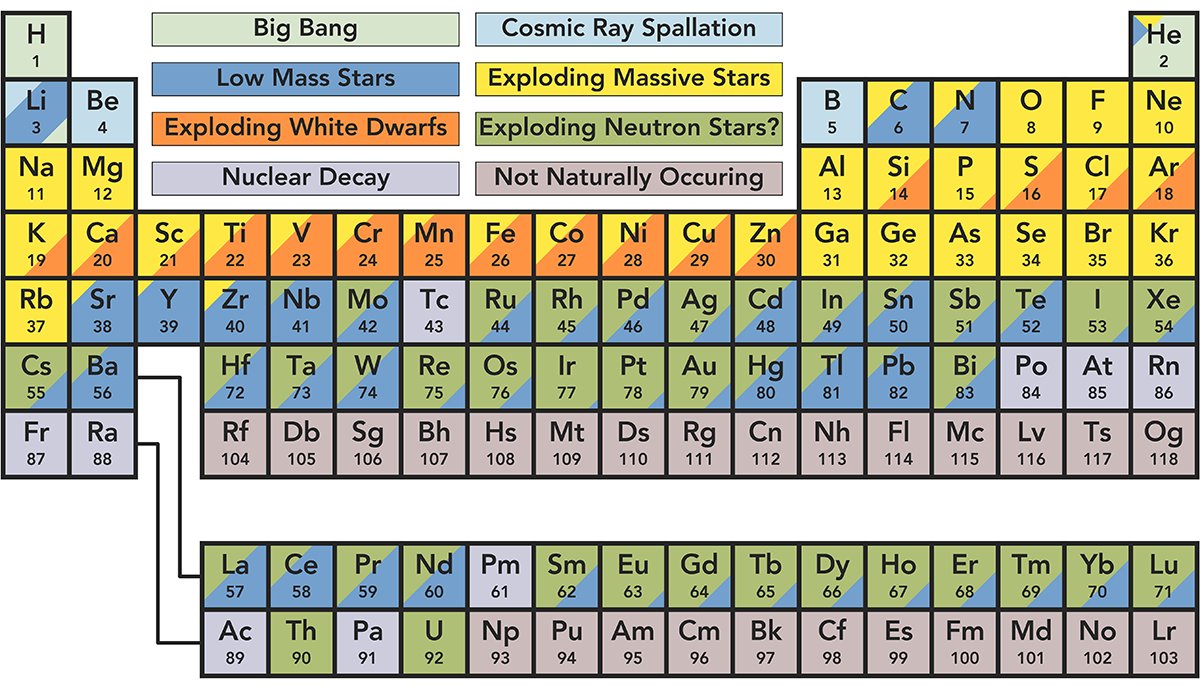 H Big Bang Cosmic Ray Spallation He
1 2
Li Be Low Mass Stars Exploding Massive Stars B C N O F Ne
3 4 5 6 7 8 9 10
Exploding White Dwarfs Exploding Neutron Stars?
Na Mg Nuclear Decay Not Naturally Occuring Al Si P S Cl Ar
11 12 13 14 15 16 17 18
K Ca Sc Ti V Cr Mn Fe Co Ni Cu Zn Ga Ge As Se Br Kr
19 20 21 22 23 24 25 26 27 28 29 30 31 32 33 34 35 36
Rb Sr Y Zr Nb Mo Tc Ru Rh Pd Ag Cd In Sn Sb Te I Xe
37 38 39 40 41 42 43 44 45 46 47 48 49 50 51 52 53 54
Cs Ba Hf Ta W Re Os Ir Pt Au Hg Tl Pb Bi Po At Rn
55 56 72 73 74 75 76 77 78 79 80 81 82 83 84 85 86
Fr Ra Rf Db Sg Bh Hs Mt Ds Rg Cn Nh Fl Mc Lv Ts Og
87 88 104 105 106 107 108 109 110 111 112 113 114 115 116 117 118
La Ce Pr Nd Pm Sm Eu Gd Tb Dy Ho Er Tm Yb Lu
57 58 59 60 61 62 63 64 65 66 67 68 69 70 71
Ac Th Pa U Np Pu Am Cm Bk Cf Es Fm Md No Lr
89 90 91 92 93 94 95 96 97 98 99 100 101 102 103